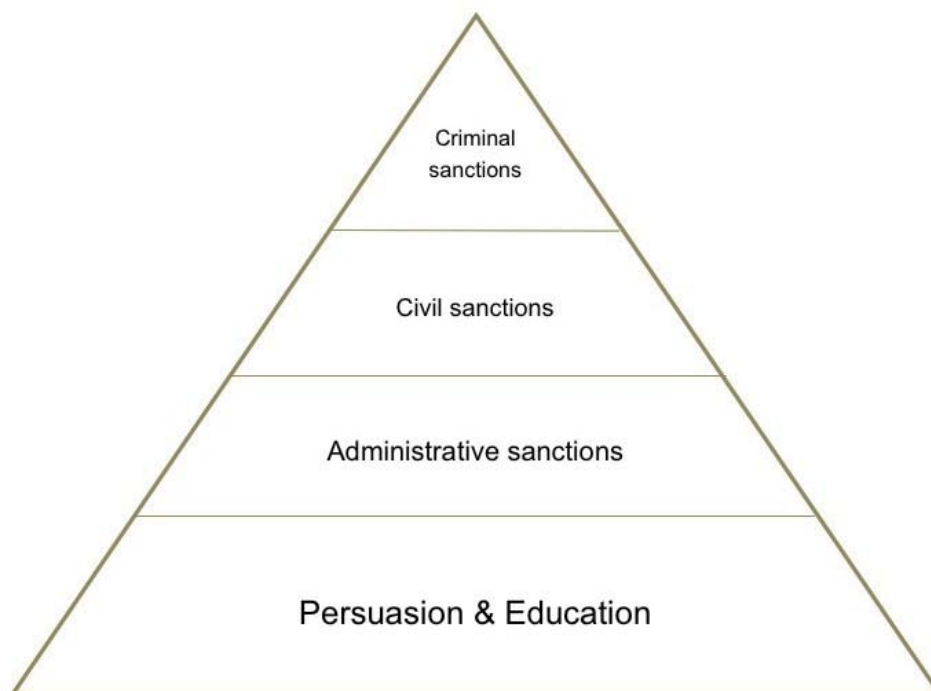 Criminal
sanctions
Civil sanctions
Administrative sanctions
Persuasion & Education